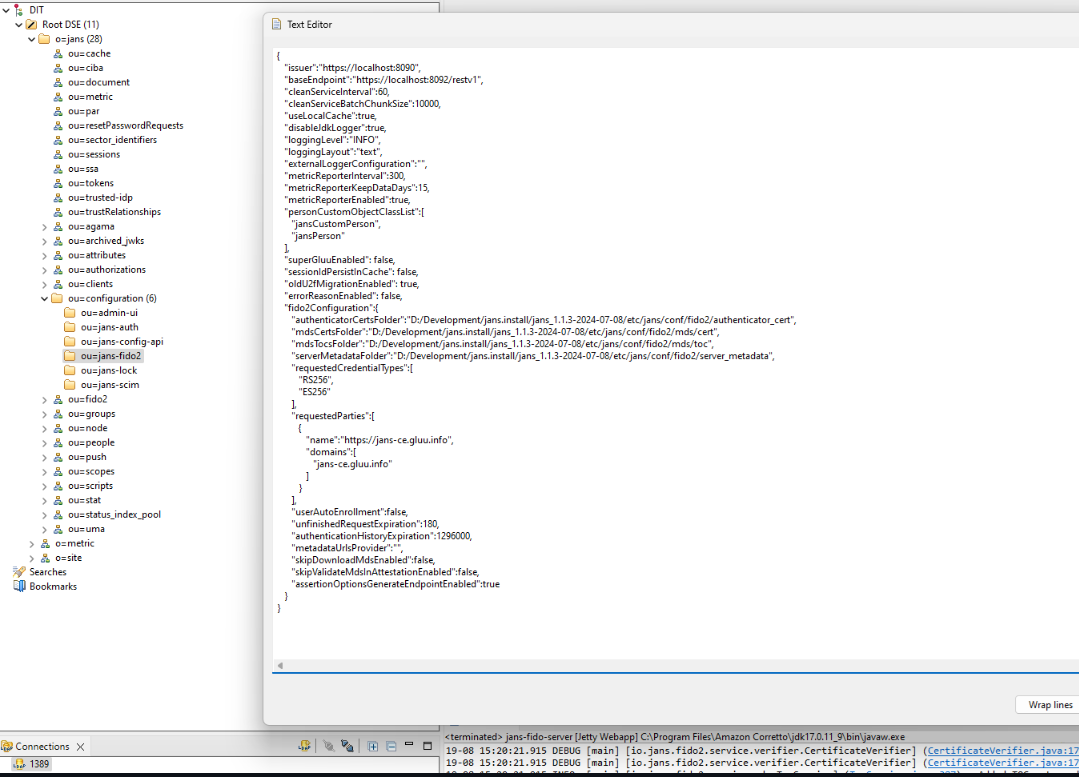 DIT
Root DSE (11)
o=jans (28)
ou=cache
ou=ciba
ou=document
ou=metric
ou=par
ou=resetPasswordRequests
ou=sector_identifiers
ou=sessions
ou=ssa
ou=tokens
ou=trusted-idp
ou=trustRelationships
ou=agama
ou=archived_jwks
ou=attributes
ou=authorizations
ou=clients
ou=configuration (6)
ou=admin-ui
ou=jans-auth
ou=jans-config-api
ou=jans-fido2
ou=jans-lock
ou=jans-scim
ou=fido2
ou=groups
ou=node
ou=people
ou=push
ou=scopes
ou=scripts
ou=stat
ou=status_index_pool
ou=uma
o=metric
o=site
Searches
Bookmarks
Text Editor
{
"issuer":"https://localhost:8090",
"baseEndpoint":"https://localhost:8092/restv1",
"cleanServiceInterval":60,
"cleanServiceBatchChunkSize":10000,
"useLocalCache":true,
"disableJdkLogger":true,
"loggingLevel":"INFO",
"loggingLayout":"text",
"externalLoggerConfiguration":"",
"metricReporterInterval":300,
"metricReporterKeepDataDays":15,
"metricReporterEnabled":true,
"personCustomObjectClassList":[
"jansCustomPerson",
"jansPerson"
],
"superGluuEnabled": false,
"sessionIdPersistInCache": false,
"oldU2fMigrationEnabled": true,
"errorReasonEnabled": false,
"fido2Configuration":{
"authenticatorCertsFolder":"D:/Development/jans.install/jans_1.1.3-2024-07-08/etc/jans/conf/fido2/authenticator_cert",
"mdsCertsFolder":"D:/Development/jans.install/jans_1.1.3-2024-07-08/etc/jans/conf/fido2/mds/cert",
"mdsTocsFolder":"D:/Development/jans.install/jans_1.1.3-2024-07-08/etc/jans/conf/fido2/mds/toc",
"serverMetadataFolder":"D:/Development/jans.install/jans_1.1.3-2024-07-08/etc/jans/conf/fido2/server_metadata",
"requestedCredentialTypes":[
"RS256",
"ES256"
],
"requestedParties":[
{
"name":"https://jans-ce.gluu.info",
"domains":[
"jans-ce.gluu.info"
]
}
],
"userAutoEnrollment":false,
"unfinishedRequestExpiration":180,
"authenticationHistoryExpiration":1296000,
"metadataUrlsProvider":"",
"skipDownloadMdsEnabled":false,
"skipValidateMdsInAttestationEnabled":false,
"assertionOptionsGenerateEndpointEnabled":true
}
}
Wrap lines
Connections
1389
<terminated> jans-fido-server [Jetty Webapp] C:\Program Files\Amazon Corretto\jdk17.0.11_9\bin\javaw.exe
19-08 15:20:21.915 DEBUG [main] [io.jans.fido2.service.verifier.CertificateVerifier] (CertificateVerifier.java:17
19-08 15:20:21.915 DEBUG [main] [io.jans.fido2.service.verifier.CertificateVerifier] (CertificateVerifier.java:17